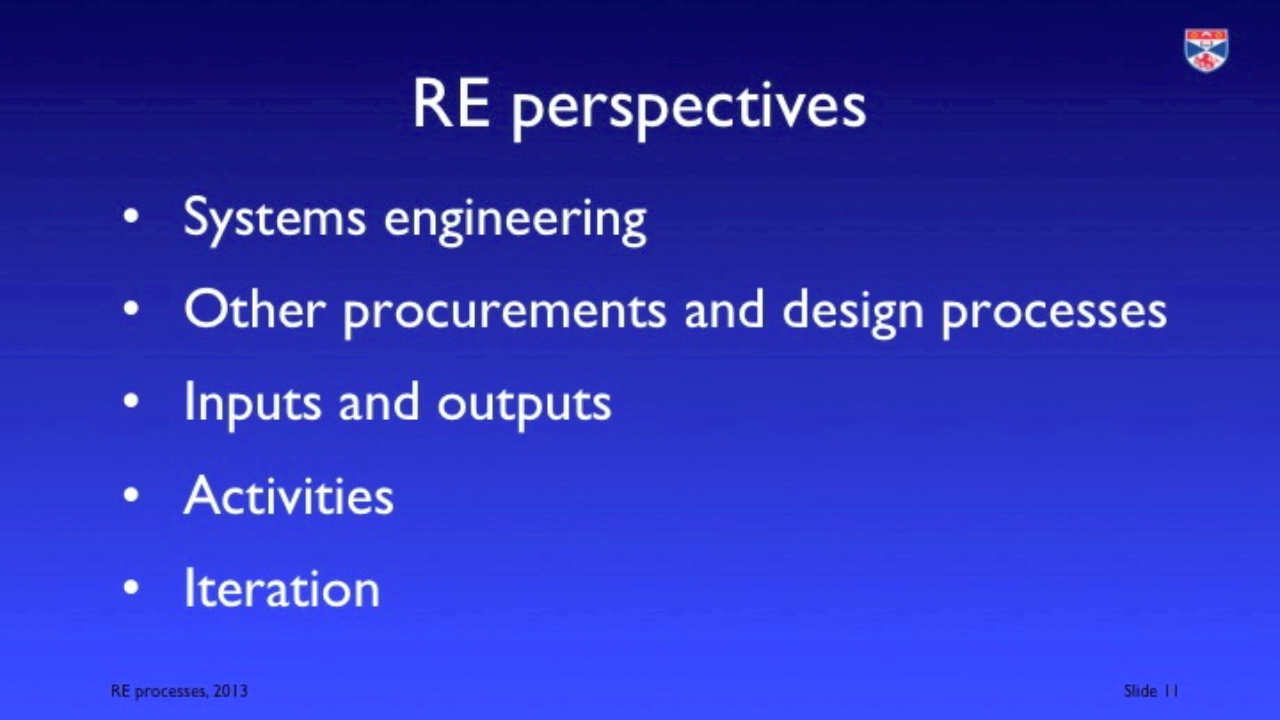 RE perspectives
• Systems engineering
• Other procurements and design processes
• Inputs and outputs
• Activities
• Iteration
RE processes, 2013
Slide 11